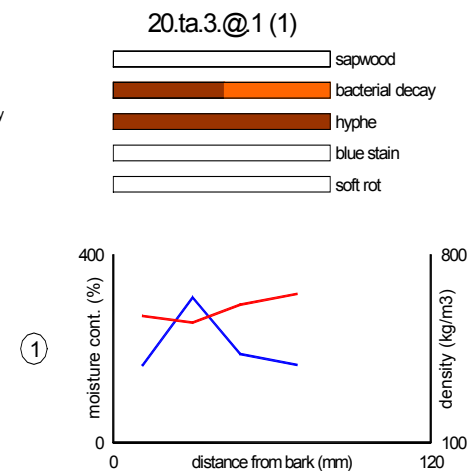 20.ta.3.@.1 (1)
sapwood
bacterial decay
y
hyphe
blue stain
soft rot
400
800
moisture cont. (%)
density (kg/m3)
1
0
100
0
distance from bark (mm)
120